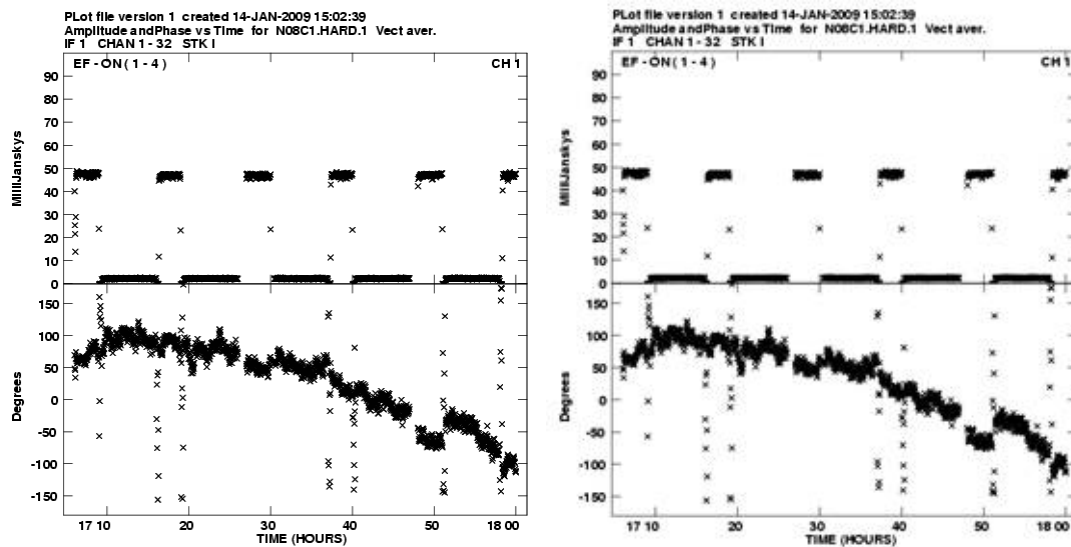 PLot file version 1 created 14-JAN-2009 15:02:39
Amplitude andPhase vs Time for N08C1.HARD.1 Vect aver.
IF 1 CHAN 1 - 32 STK I
EF - ON ( 1 - 4 ) CH 1
90
80
70
60
50
40
30
20
10
0
MilliJanskys
150
100
50
0
-50
-100
-150
Degrees
17 10 20 30 40 50 18 00
TIME (HOURS)
PLot file version 1 created 14-JAN-2009 15:02:39
Amplitude andPhase vs Time for N08C1.HARD.1 Vect aver.
IF 1 CHAN 1 - 32 STK I
EF - ON ( 1 - 4 ) CH 1
90
80
70
60
50
40
30
20
10
0
MilliJanskys
150
100
50
0
-50
-100
-150
Degrees
17 10 20 30 40 50 18 00
TIME (HOURS)